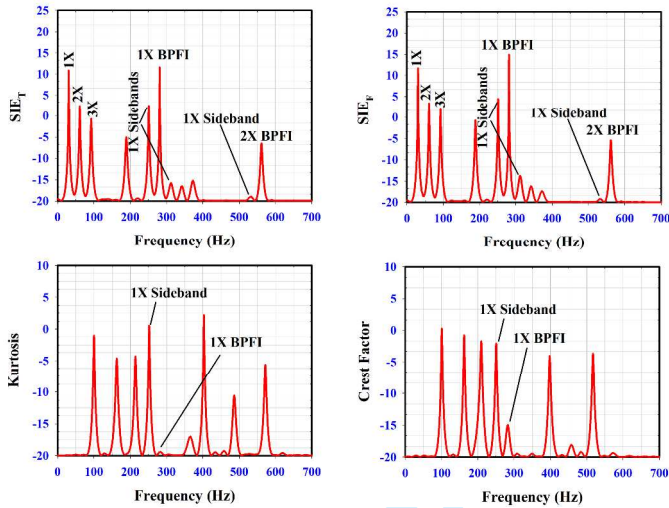 25
20
15
10
5
0
-5
-10
-15
-20
SIE_T
1X
2X
3X
1X Sidebands
1X BPFI
1X Sideband
2X BPFI
0 100 200 300 400 500 600 700
Frequency (Hz)
25
20
15
10
5
0
-5
-10
-15
-20
SIE_F
1X
2X
3X
1X Sidebands
1X BPFI
1X Sideband
2X BPFI
0 100 200 300 400 500 600 700
Frequency (Hz)
10
5
0
-5
-10
-15
-20
Kurtosis
1X Sideband
1X BPFI
0 100 200 300 400 500 600 700
Frequency (Hz)
10
5
0
-5
-10
-15
-20
Crest Factor
1X Sideband
1X BPFI
0 100 200 300 400 500 600 700
Frequency (Hz)